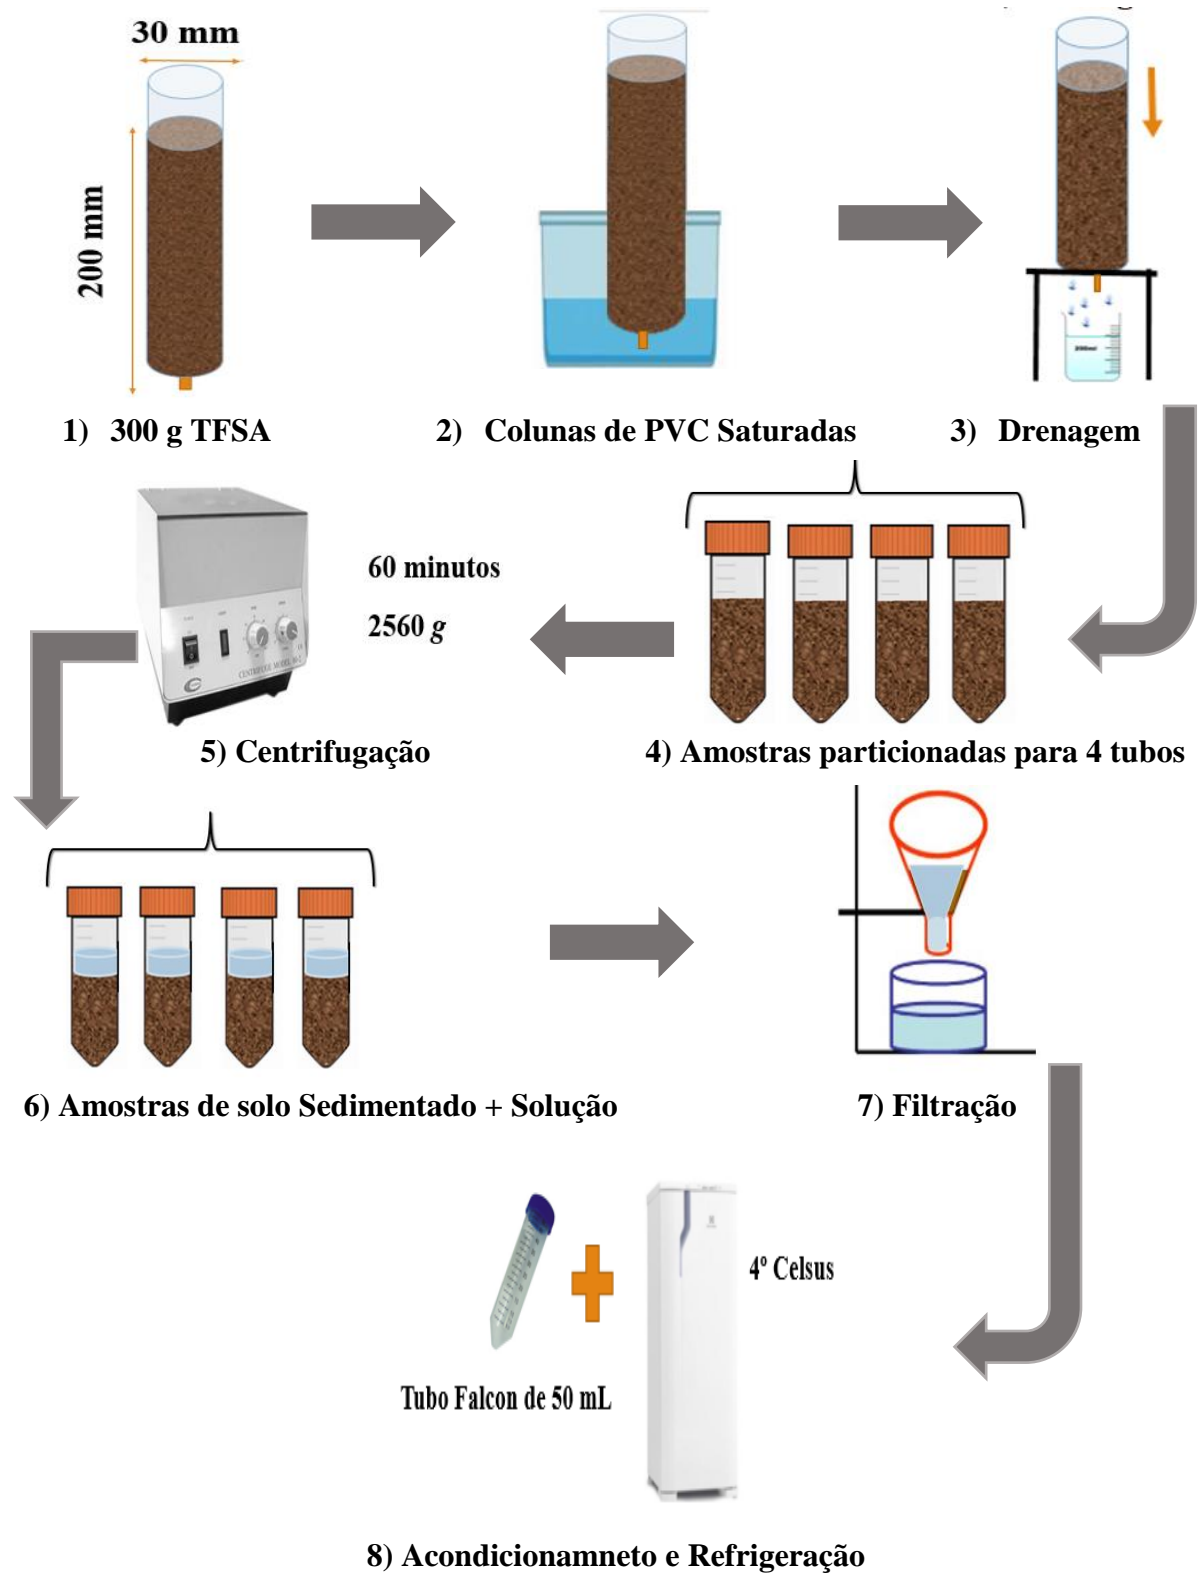 30 mm
200 mm
1) 300 g TFSA
2) Colunas de PVC Saturadas
3) Drenagem
60 minutos
2560 g
CENTRIFUGE MODEL
5) Centrifugação
4) Amostras particionadas para 4 tubos
6) Amostras de solo Sedimentado + Solução
7) Filtração
4º Celsus
Tubo Falcon de 50 mL
8) Acondicionamneto e Refrigeração